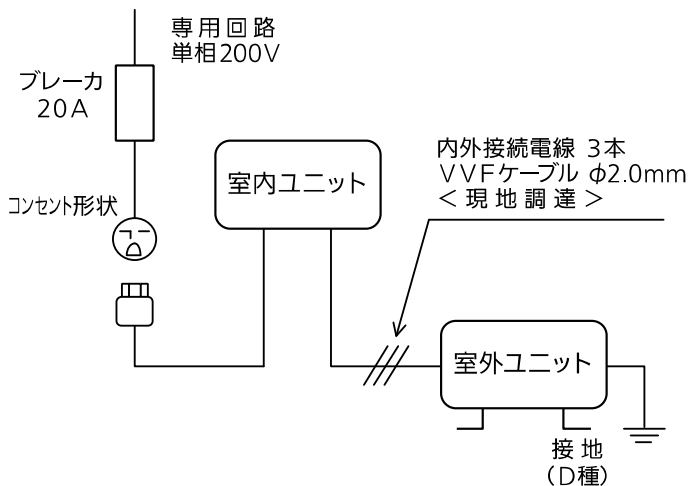 専用回路
単相200V
ブレーカ
20A
コンセント形状
室内ユニット
内外接続電線 3本
VVFケーブル φ2.0mm
<現地調達>
室外ユニット
接地
(D種)